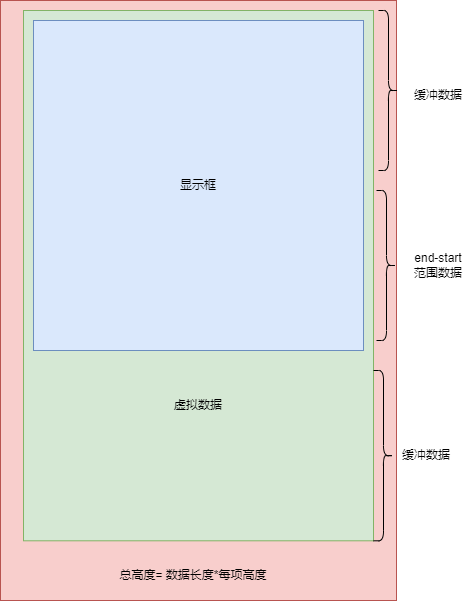 缓冲数据
显示框
end-start
范围数据
虚拟数据
缓冲数据
总高度= 数据长度*每项高度